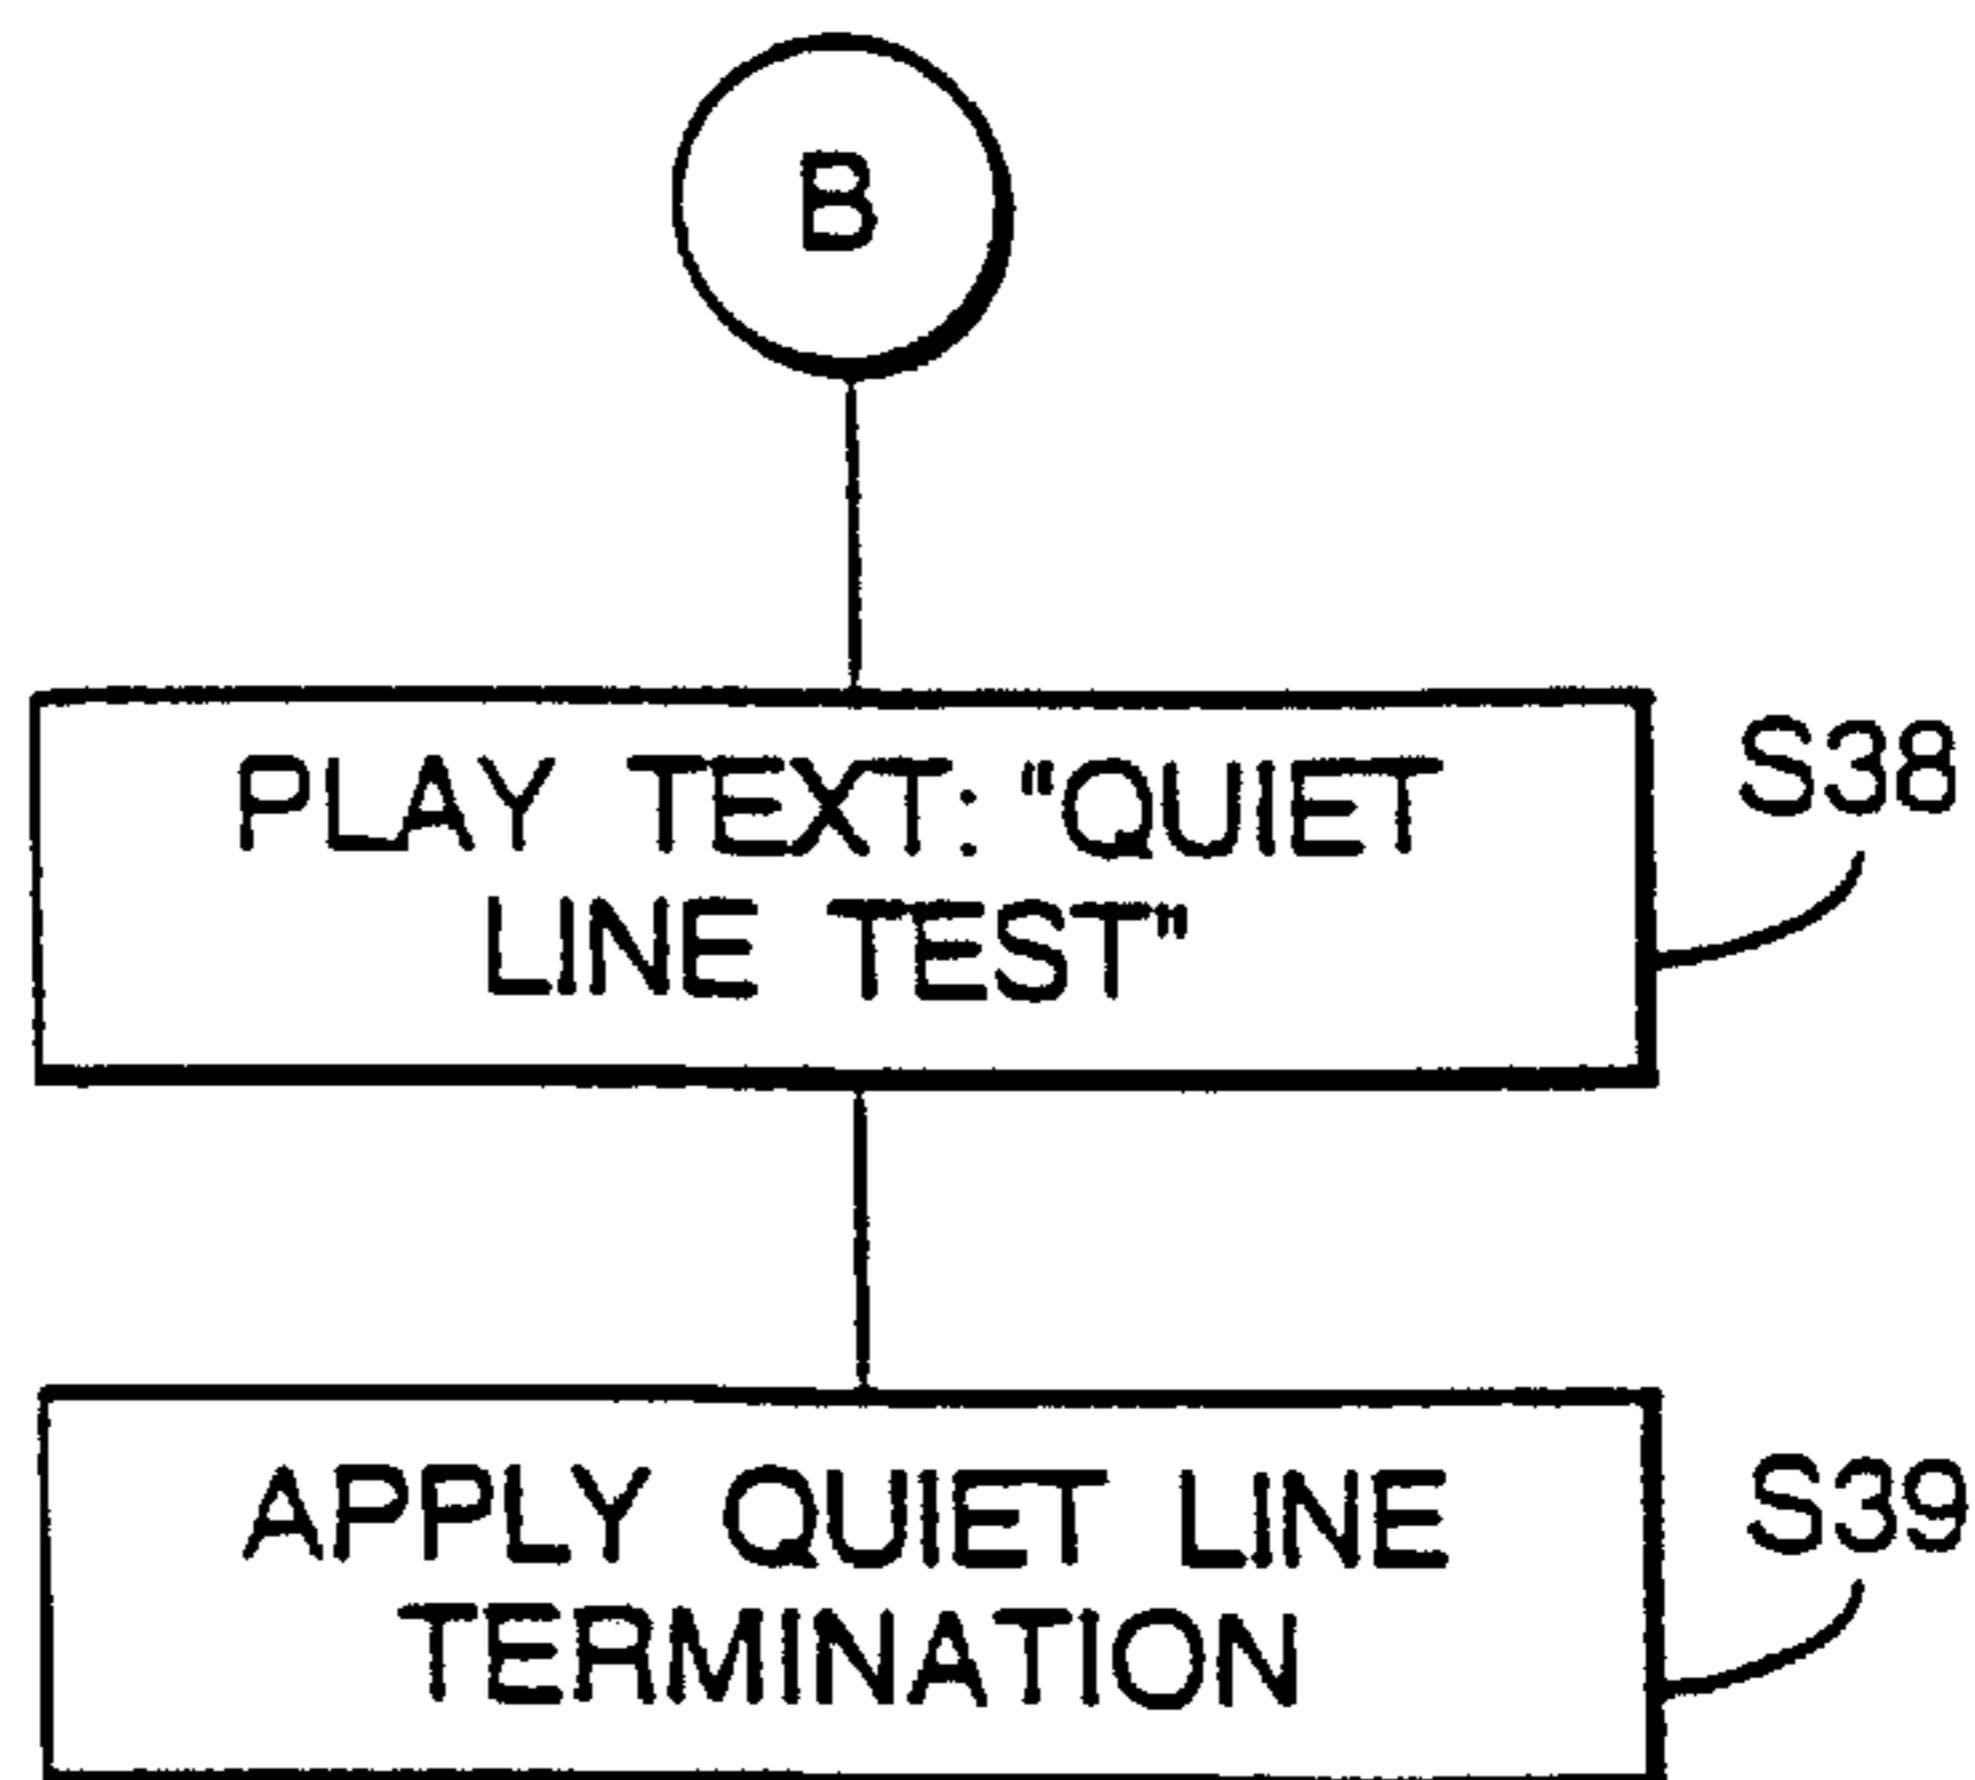 B
PLAY TEXT: "QUIET
LINE TEST"
S38
APPLY QUIET LINE
TERMINATION
S39